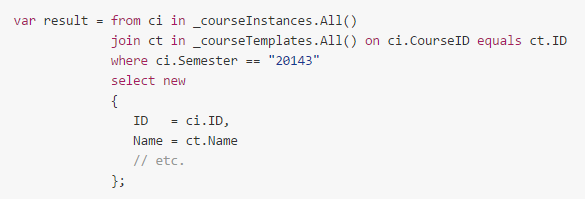 var result = from ci in _courseInstances.All()
             join ct in _courseTemplates.All() on ci.CourseID equals ct.ID
             where ci.Semester == "20143"
             select new
             {
                ID   = ci.ID,
                Name = ct.Name
                // etc.
             };